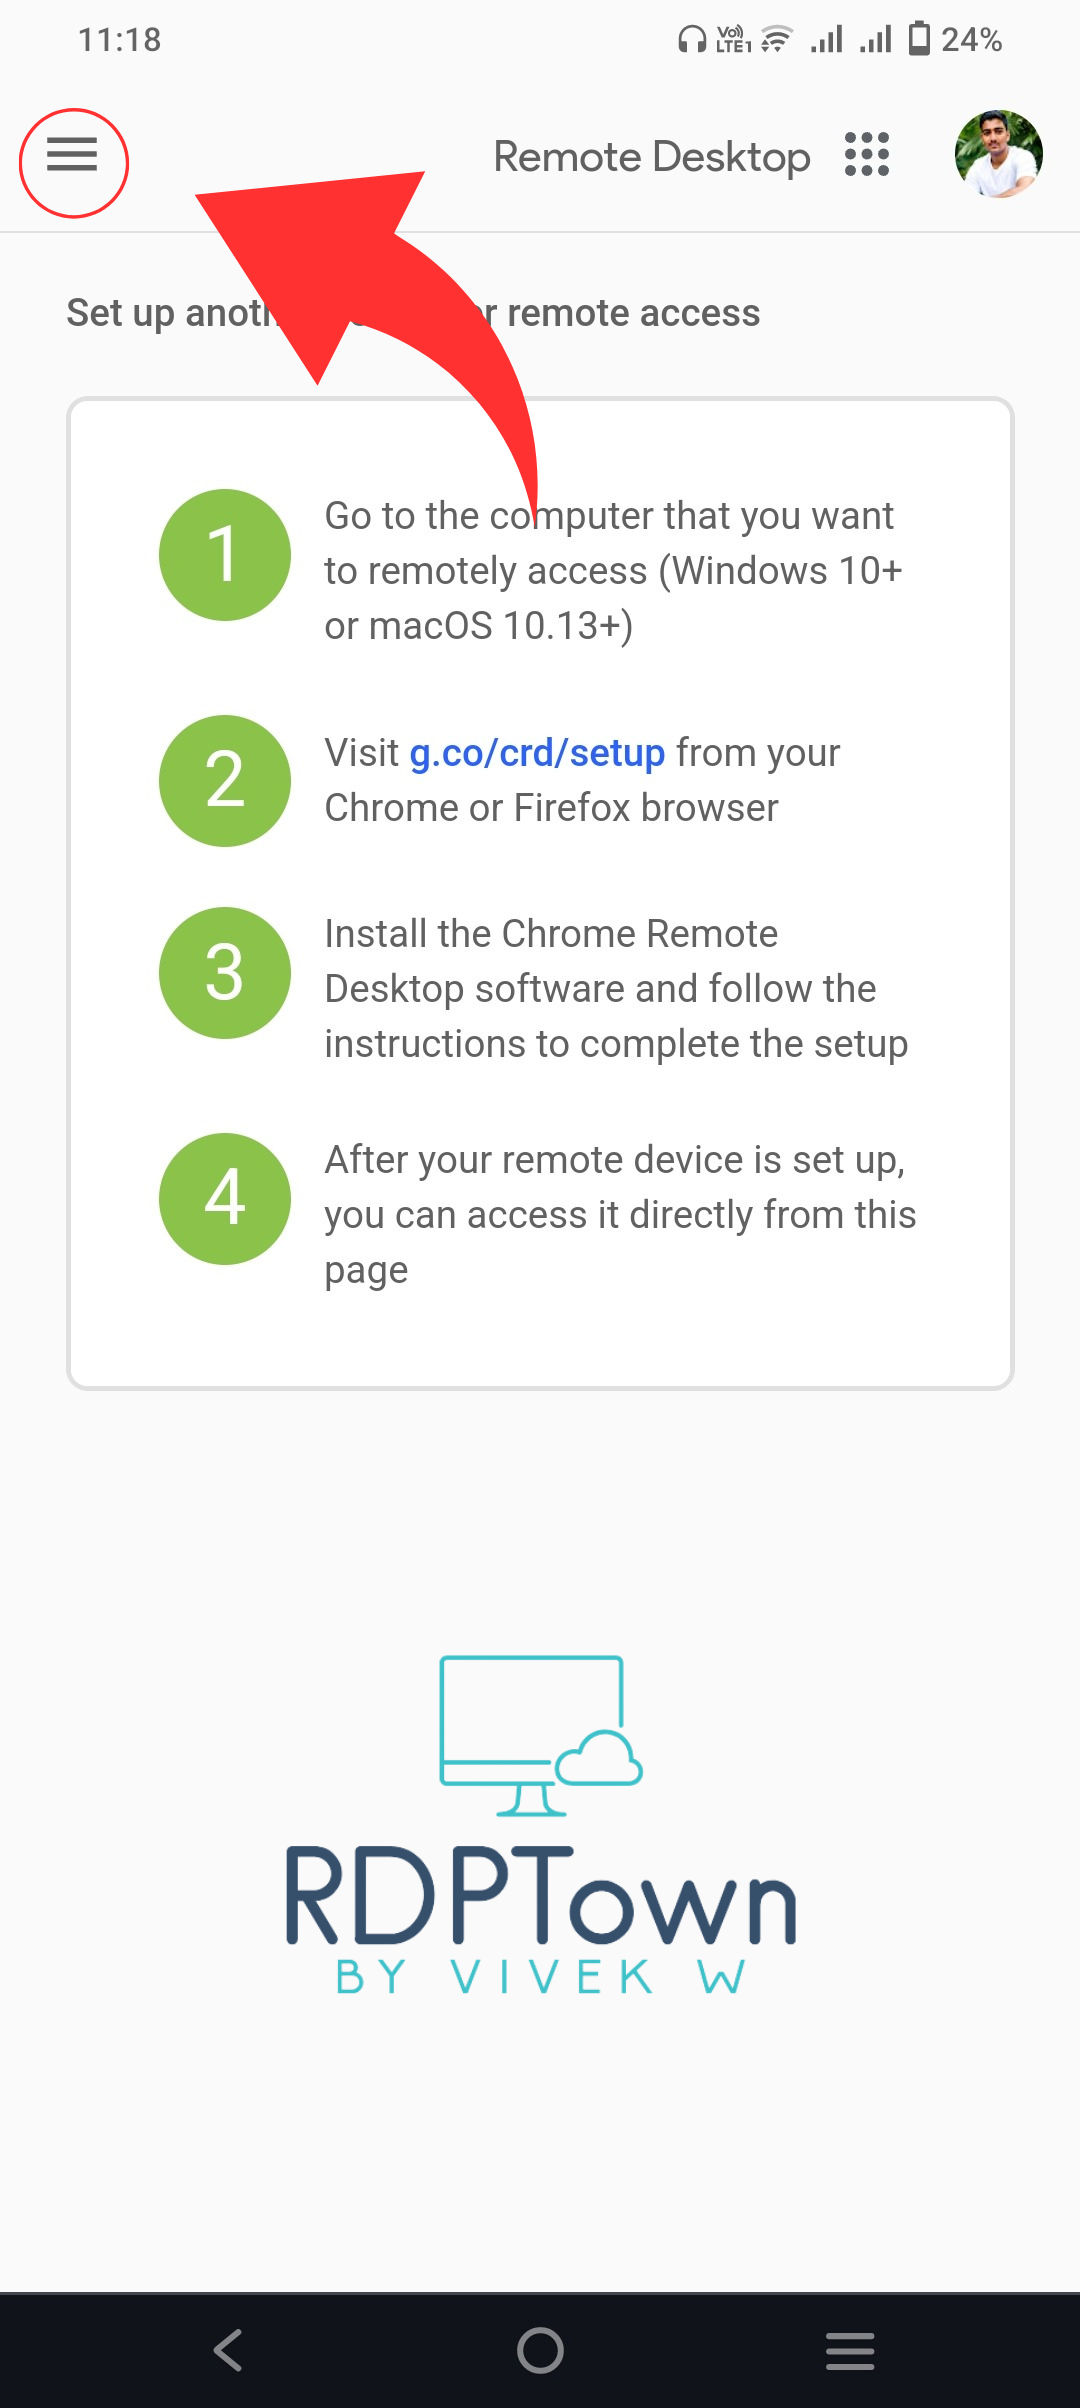 11:18
Vo)) LTE1
24%
Remote Desktop
Set up anoth r remote access
1
Go to the computer that you want
to remotely access (Windows 10+
or macOS 10.13+)
2
Visit g.co/crd/setup from your
Chrome or Firefox browser
3
Install the Chrome Remote
Desktop software and follow the
instructions to complete the setup
4
After your remote device is set up,
you can access it directly from this
page
RDPTown
BY VIVEK W